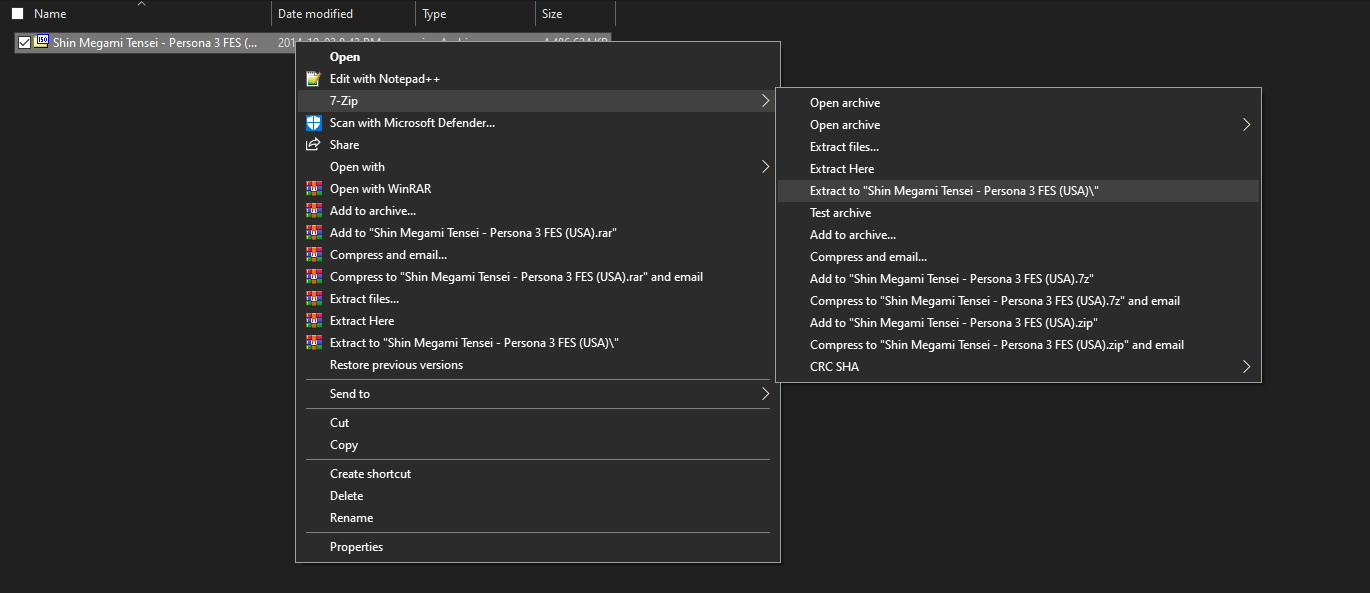 Name
Date modified
Type
Size
Shin Megami Tensei - Persona 3 FES (...
Open
Edit with Notepad++
7-Zip
Scan with Microsoft Defender...
Share
Open with
Open with WinRAR
Add to archive...
Add to "Shin Megami Tensei - Persona 3 FES (USA).rar"
Compress and email...
Compress to "Shin Megami Tensei - Persona 3 FES (USA).rar" and email
Extract files...
Extract Here
Extract to "Shin Megami Tensei - Persona 3 FES (USA)\"
Restore previous versions
Send to
Cut
Copy
Create shortcut
Delete
Rename
Properties
Open archive
Open archive
Extract files...
Extract Here
Extract to "Shin Megami Tensei - Persona 3 FES (USA)\"
Test archive
Add to archive...
Compress and email...
Add to "Shin Megami Tensei - Persona 3 FES (USA).7z"
Compress to "Shin Megami Tensei - Persona 3 FES (USA).7z" and email
Add to "Shin Megami Tensei - Persona 3 FES (USA).zip"
Compress to "Shin Megami Tensei - Persona 3 FES (USA).zip" and email
CRC SHA